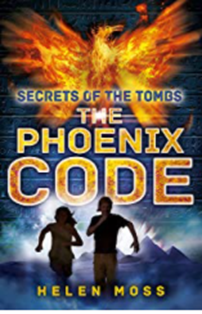 SECRETS OF THE TOMBS
THE
PHOENIX
CODE
HELEN MOSS